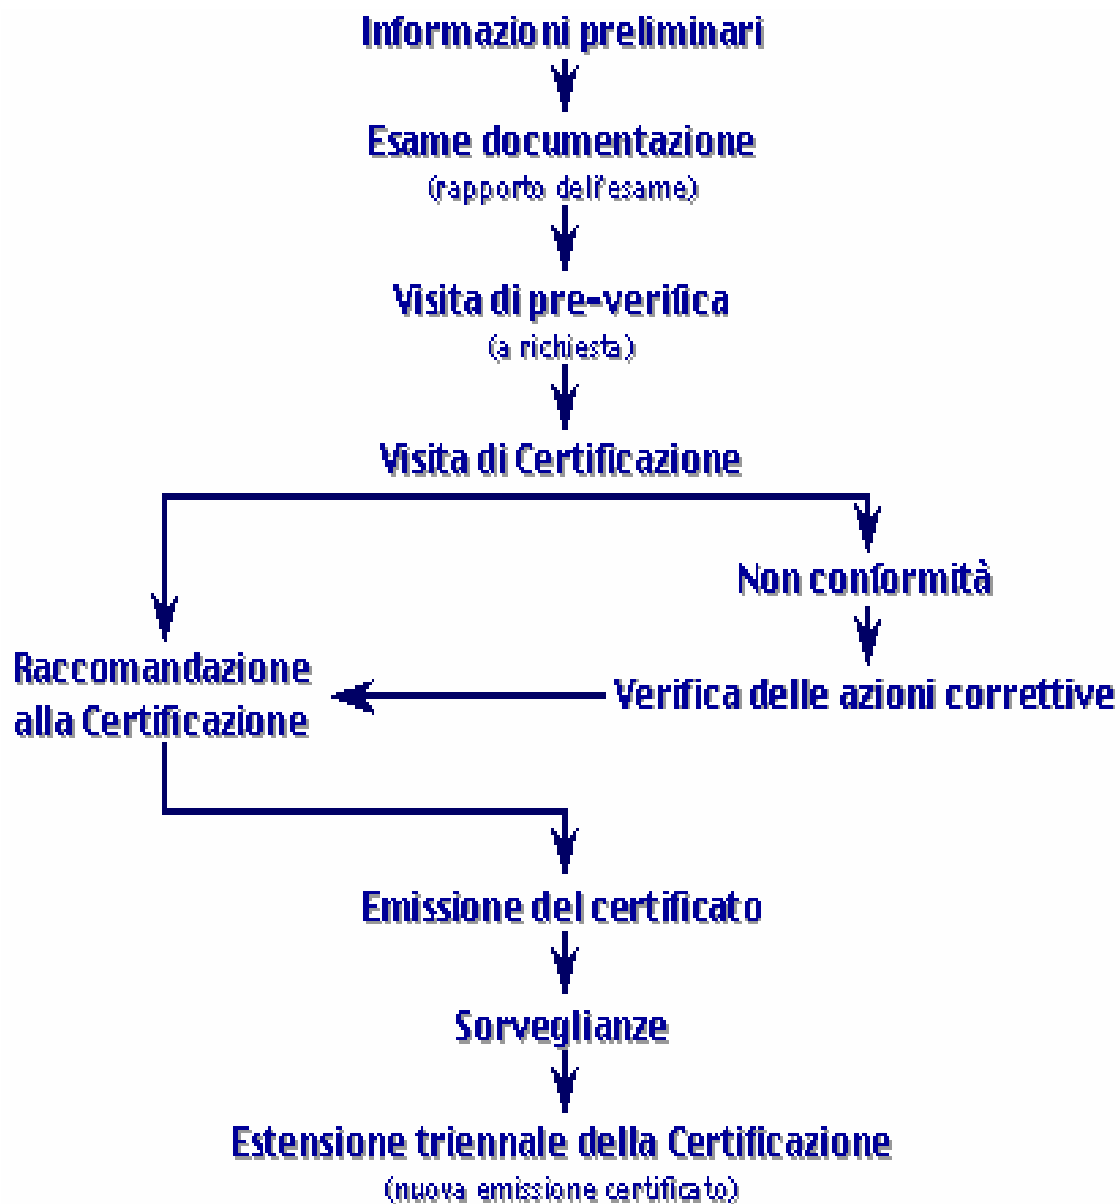 Informazioni preliminari
Esame documentazione
(rapporto dell'esame)
Visita di pre-verifica
(a richiesta)
Visita di Certificazione
Non conformità
Raccomandazione
alla Certificazione
Verifica delle azioni correttive
Emissione del certificato
Sorveglianze
Estensione triennale della Certificazione
(nuova emissione certificato)